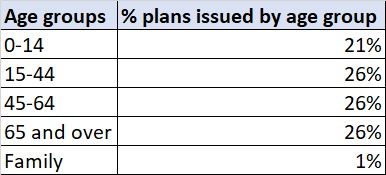 Age groups % plans issued by age group
0-14 21%
15-44 26%
45-64 26%
65 and over 26%
Family 1%